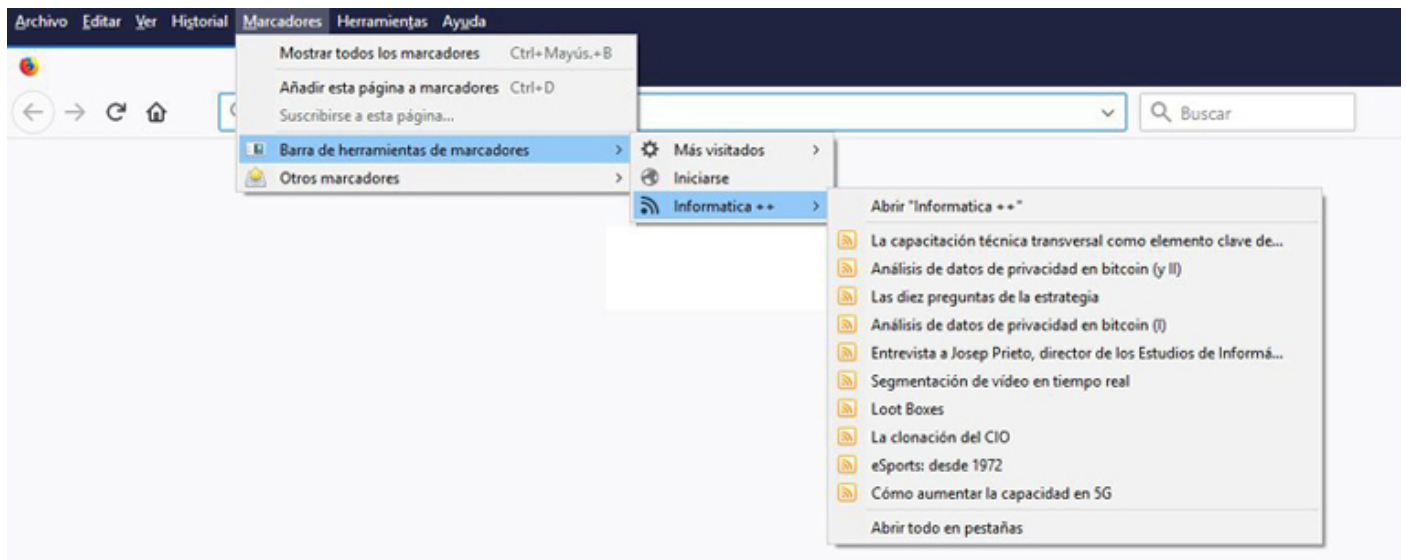 Archivo Editar Ver Historial Marcadores Herramientas Ayuda
Mostrar todos los marcadores Ctrl+Mayús.+B
Añadir esta página a marcadores Ctrl+D
Suscribirse a esta página...
Buscar
Barra de herramientas de marcadores
Otros marcadores
Más visitados
Iniciarse
Informatica ++
Abrir "Informatica ++"
La capacitación técnica transversal como elemento clave de...
Análisis de datos de privacidad en bitcoin (y II)
Las diez preguntas de la estrategia
Análisis de datos de privacidad en bitcoin (I)
Entrevista a Josep Prieto, director de los Estudios de Informá...
Segmentación de vídeo en tiempo real
Loot Boxes
La clonación del CIO
eSports: desde 1972
Cómo aumentar la capacidad en 5G
Abrir todo en pestañas